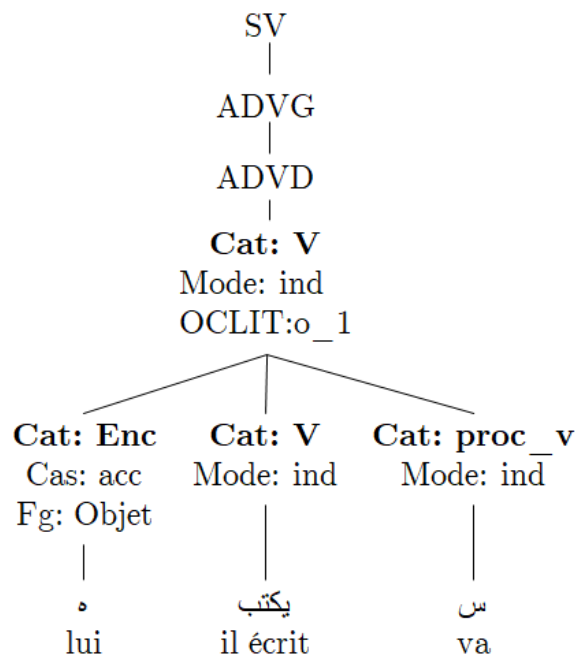 SV
ADVG
ADVD
Cat: V
Mode: ind
OCLIT:o_1
Cat: Enc Cat: V Cat: proc_v
Cas: acc Mode: ind Mode: ind
Fg: Objet
ه يكتب س
lui il écrit va